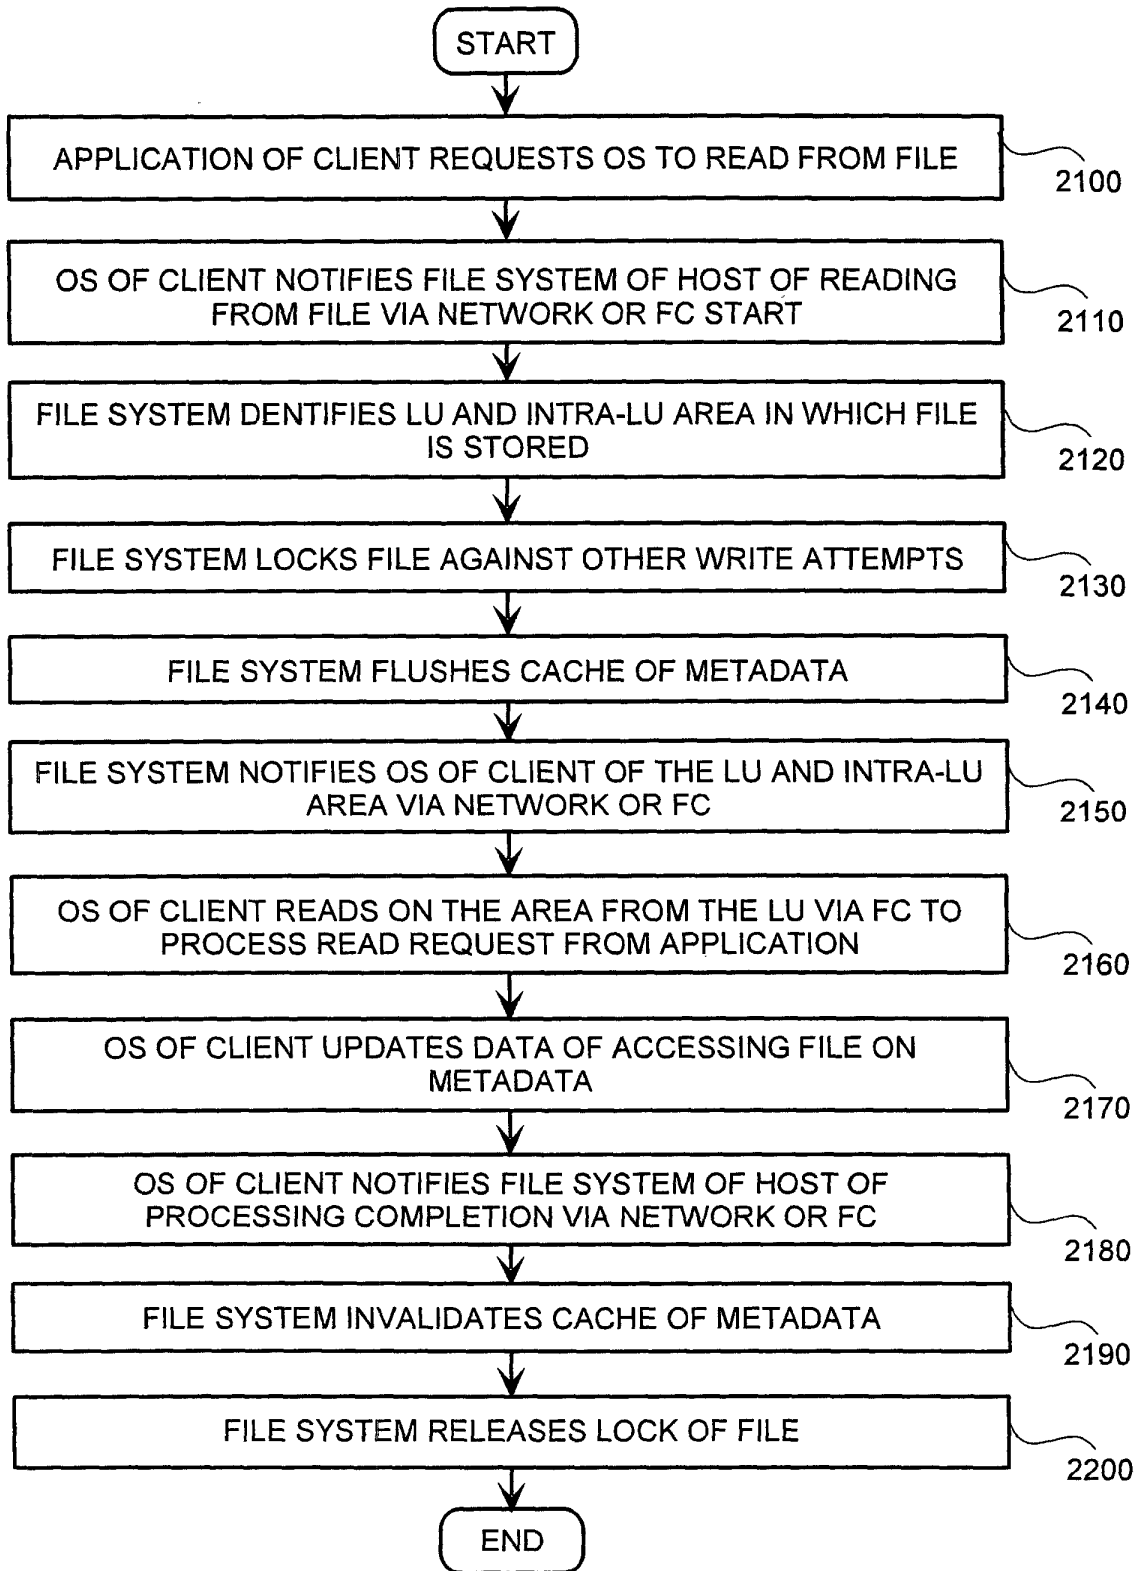 START
APPLICATION OF CLIENT REQUESTS OS TO READ FROM FILE
2100
OS OF CLIENT NOTIFIES FILE SYSTEM OF HOST OF READING
FROM FILE VIA NETWORK OR FC START
2110
FILE SYSTEM DENTIFIES LU AND INTRA-LU AREA IN WHICH FILE
IS STORED
2120
FILE SYSTEM LOCKS FILE AGAINST OTHER WRITE ATTEMPTS
2130
FILE SYSTEM FLUSHES CACHE OF METADATA
2140
FILE SYSTEM NOTIFIES OS OF CLIENT OF THE LU AND INTRA-LU
AREA VIA NETWORK OR FC
2150
OS OF CLIENT READS ON THE AREA FROM THE LU VIA FC TO
PROCESS READ REQUEST FROM APPLICATION
2160
OS OF CLIENT UPDATES DATA OF ACCESSING FILE ON
METADATA
2170
OS OF CLIENT NOTIFIES FILE SYSTEM OF HOST OF
PROCESSING COMPLETION VIA NETWORK OR FC
2180
FILE SYSTEM INVALIDATES CACHE OF METADATA
2190
FILE SYSTEM RELEASES LOCK OF FILE
2200
END